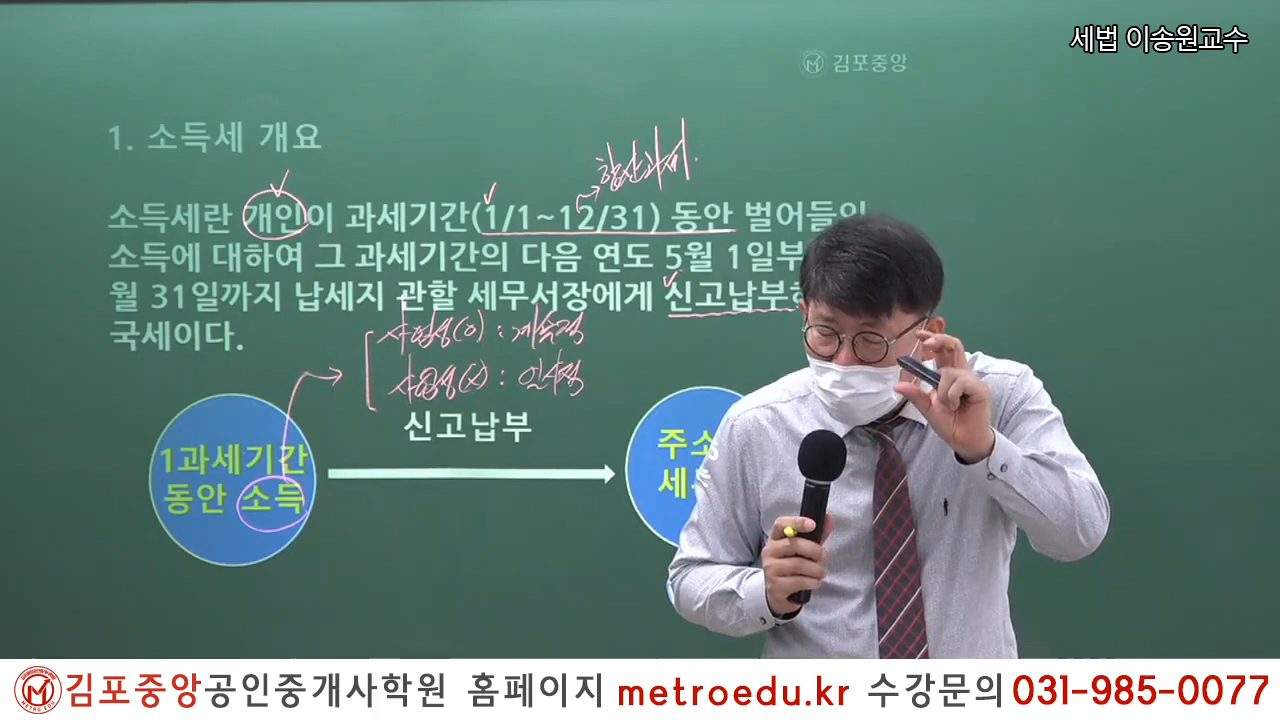 세법 이송원교수
김포중앙
1. 소득세 개요
합산과세.
소득세란 개인이 과세기간(1/1~12/31) 동안 벌어들인
소득에 대하여 그 과세기간의 다음 연도 5월 1일부
월 31일까지 납세지 관할 세무서장에게 신고납부하
국세이다.
사업성(O) : 계속적
사업성(X) : 일시적
신고납부
1과세기간
동안 소득
주소
세
김포중앙공인중개사학원 홈페이지 metroedu.kr 수강문의 031-985-0077